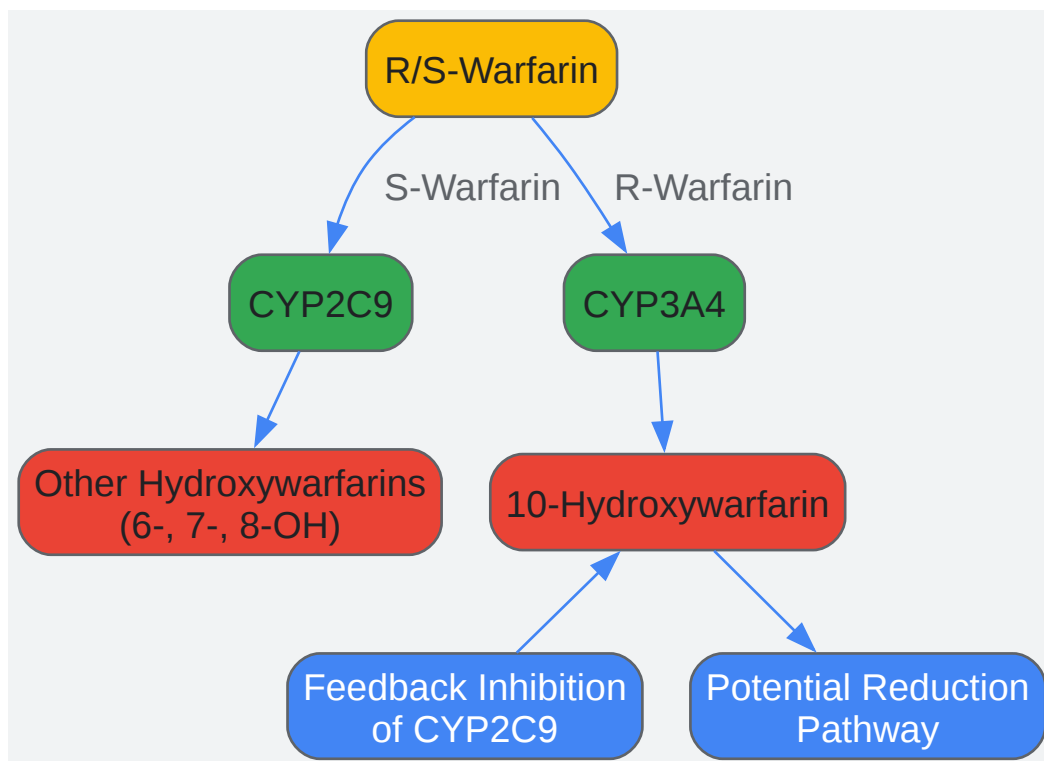 R/S-Warfarin
S-Warfarin
R-Warfarin
CYP2C9
CYP3A4
Other Hydroxywarfarins
(6-, 7-, 8-OH)
10-Hydroxywarfarin
Feedback Inhibition
of CYP2C9
Potential Reduction
Pathway